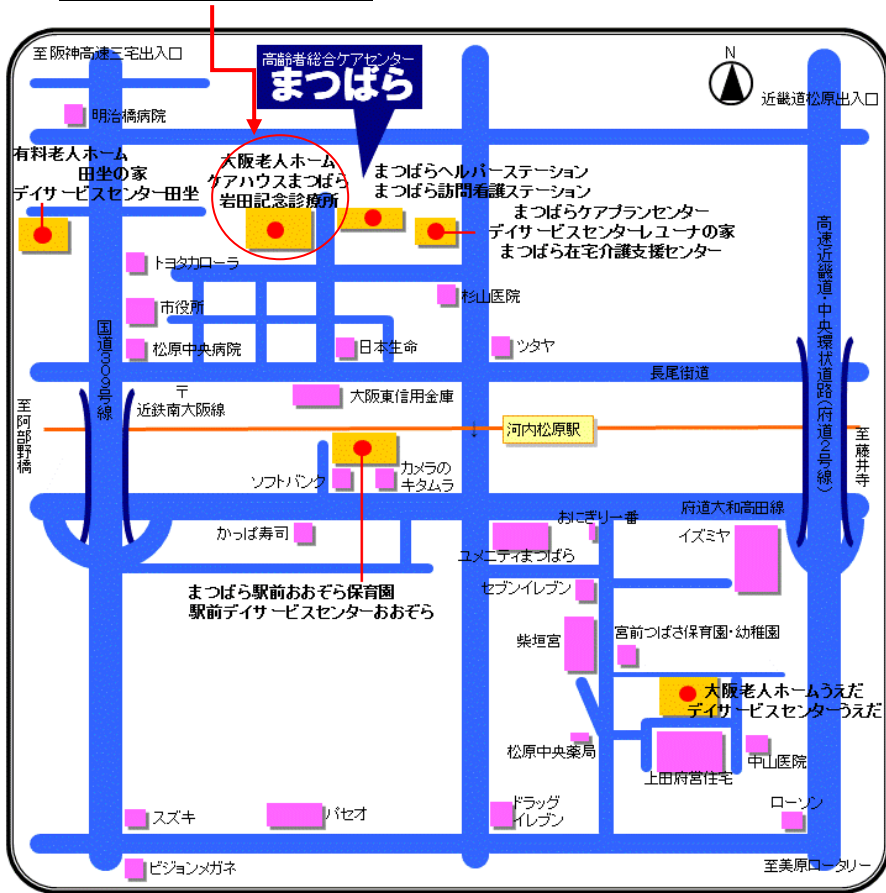 至阪神高速三宅出入口
高齢者総合ケアセンター
まつばら
N
近畿道松原出入口
明治橋病院
有料老人ホーム
田坐の家
デイサービスセンター田坐
大阪老人ホーム
ケアハウスまつばら
岩田記念診療所
まつばらヘルパーステーション
まつばら訪問看護ステーション
まつばらケアプランセンター
デイサービスセンターレユーナの家
まつばら在宅介護支援センター
トヨタカローラ
杉山医院
市役所
国道309号線
松原中央病院
日本生命
ツタヤ
高速近畿道・中央環状道路(府道2号線)
長尾街道
〒
近鉄南大阪線
大阪東信用金庫
至阿部野橋
↓
河内松原駅
至藤井寺
ソフトバンク
カメラの
キタムラ
府道大和高田線
かっぱ寿司
おにぎり一番
イズミヤ
ユメニティまつばら
まつばら駅前おおぞら保育園
駅前デイサービスセンターおおぞら
セブンイレブン
柴垣宮
宮前つばさ保育園・幼稚園
大阪老人ホームうえだ
デイサービスセンターうえだ
松原中央薬局
上田府営住宅
中山医院
スズキ
パセオ
ドラッグ
イレブン
ローソン
ビジョンメガネ
至美原ロータリー